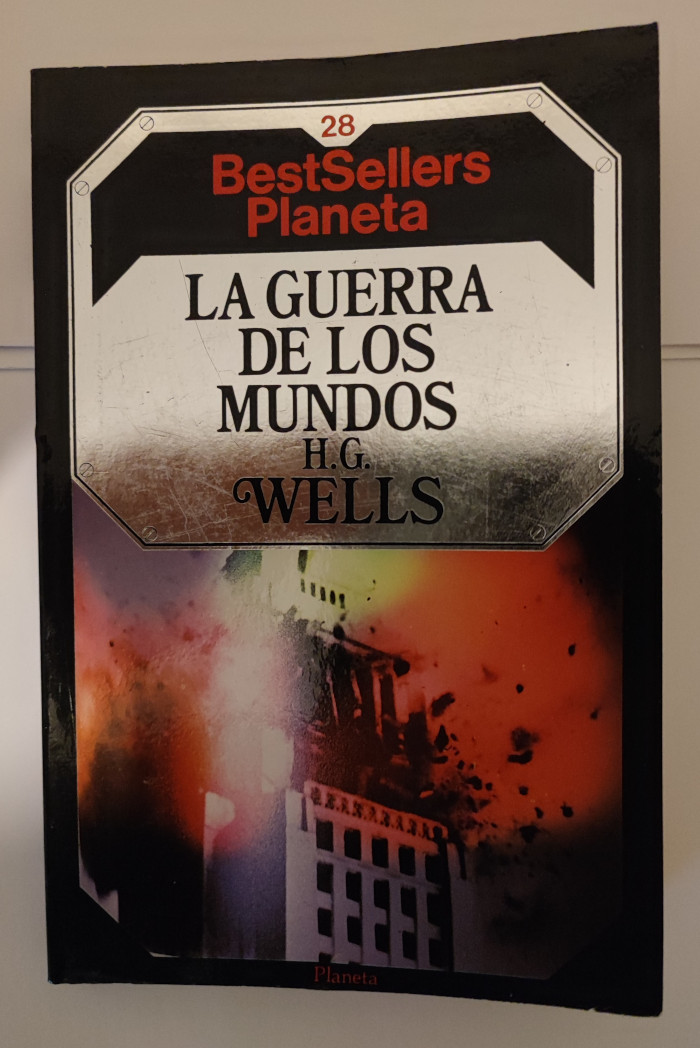 28
BestSellers
Planeta
LA GUERRA
DE LOS
MUNDOS
H.G.
WELLS
Planeta